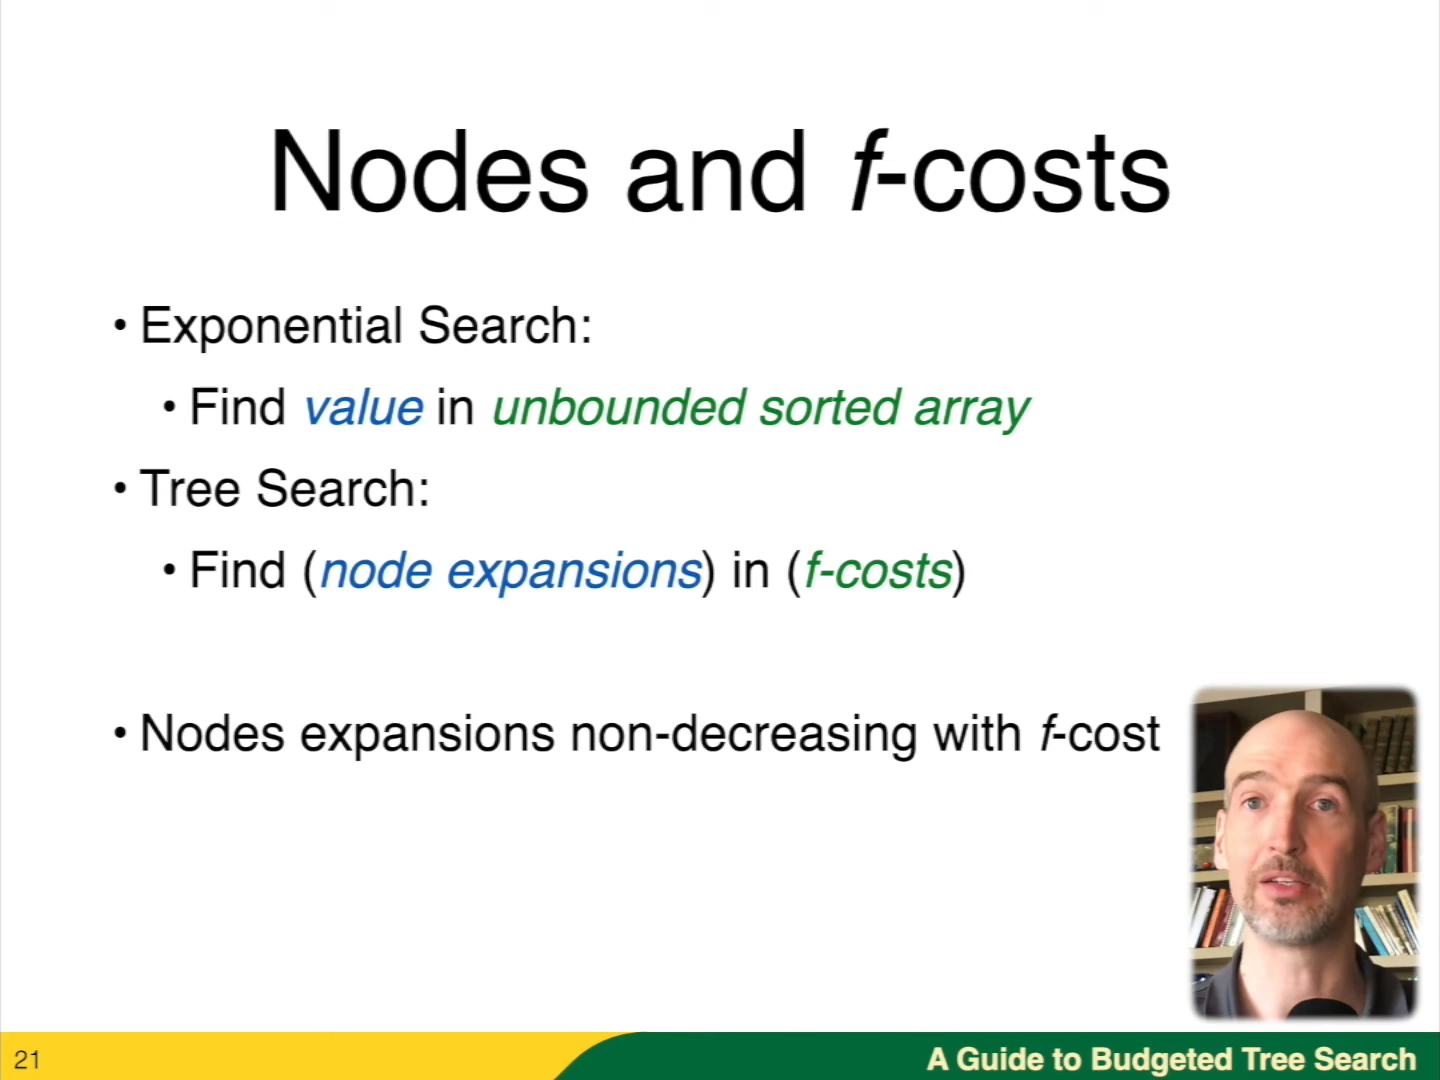 Nodes and f-costs
• Exponential Search:
• Find value in unbounded sorted array
• Tree Search:
• Find (node expansions) in (f-costs)
• Nodes expansions non-decreasing with f-cost
21
A Guide to Budgeted Tree Search